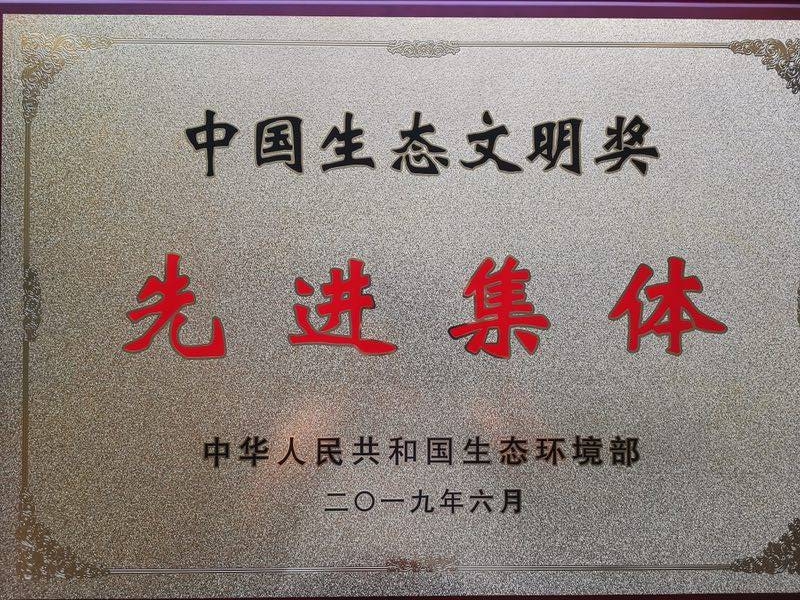 中国生态文明奖
先进集体
中华人民共和国生态环境部
二〇一九年六月